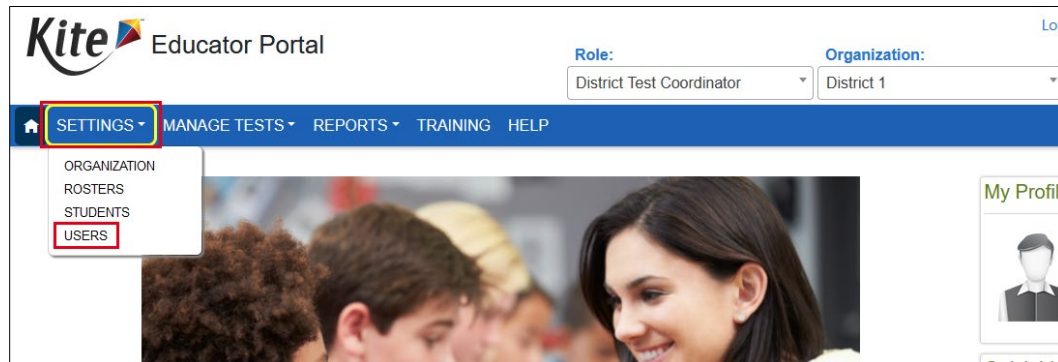 Kite Educator Portal
Lo
Role: Organization:
District Test Coordinator District 1
SETTINGS MANAGE TESTS REPORTS TRAINING HELP
ORGANIZATION
ROSTERS
STUDENTS
USERS
My Profil